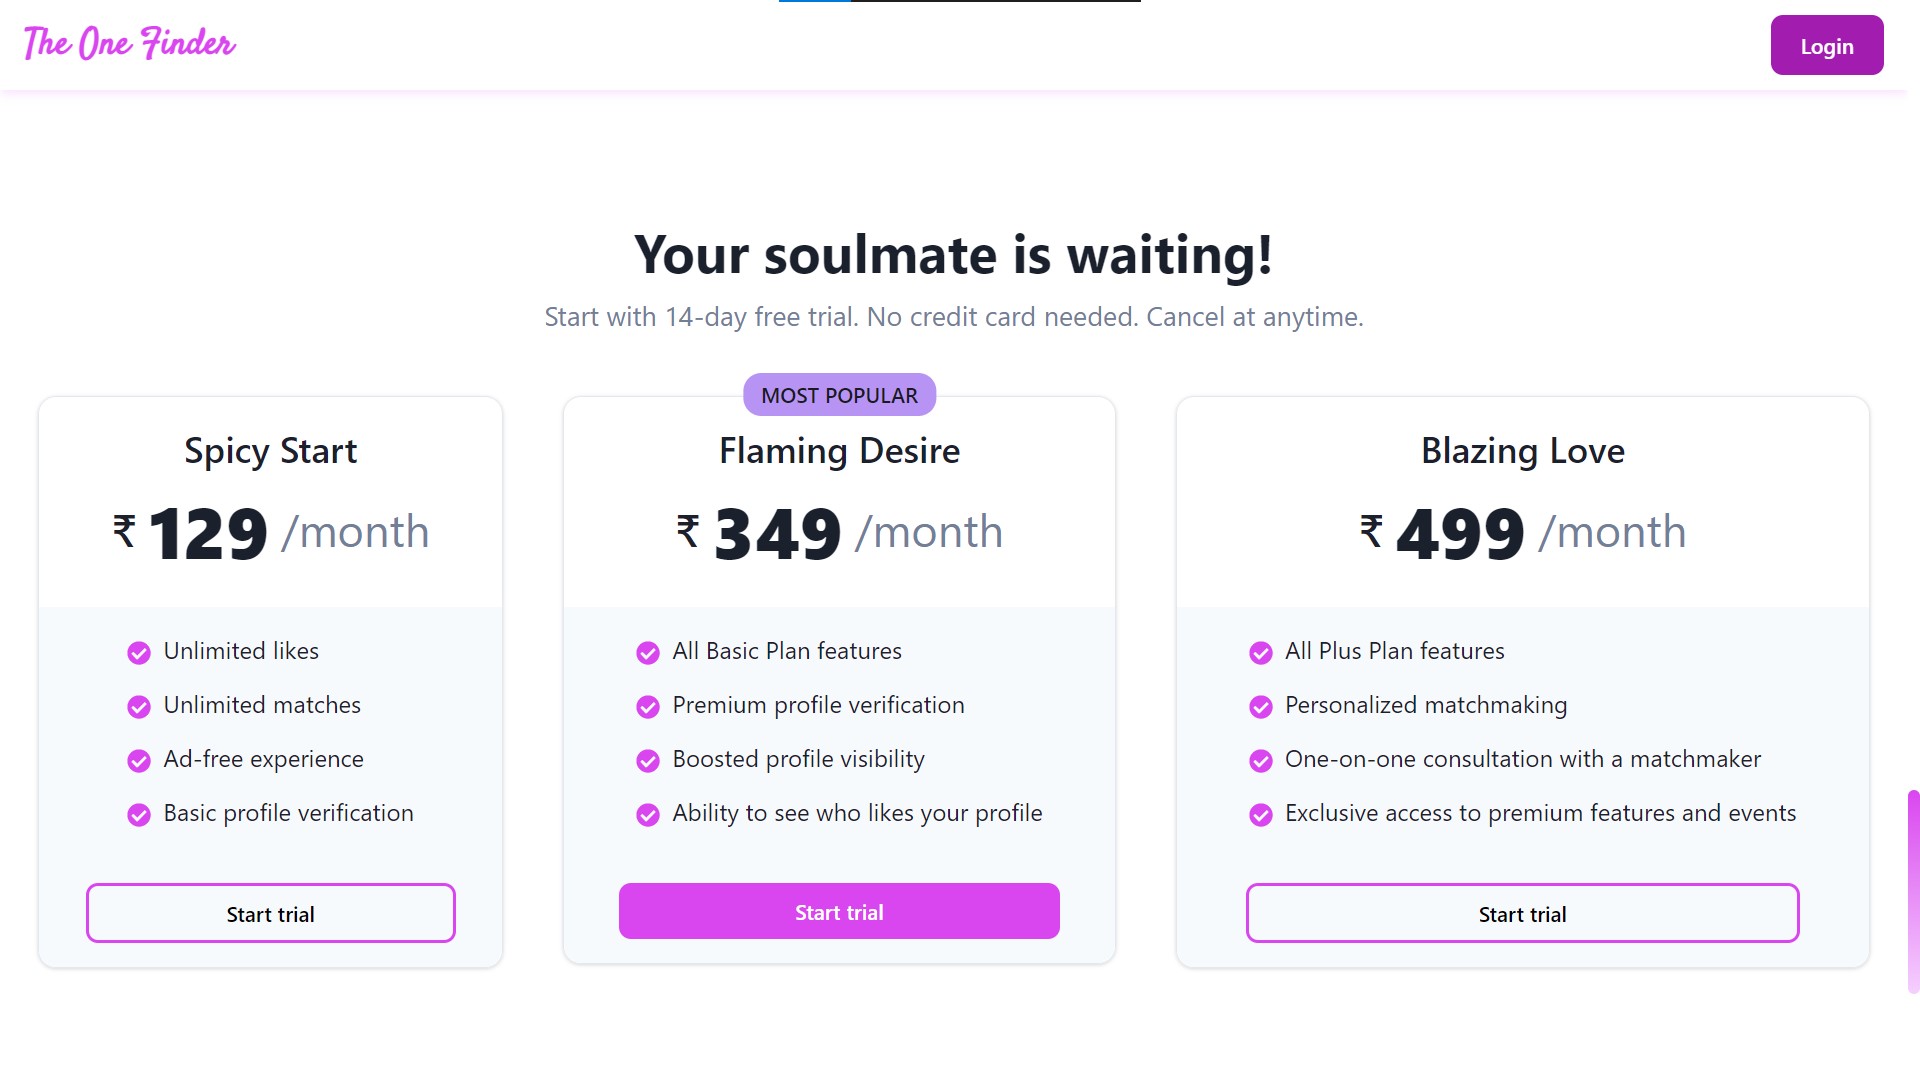 The One Finder
Login
Your soulmate is waiting!
Start with 14-day free trial. No credit card needed. Cancel at anytime.
Spicy Start
₹ 129 /month
Unlimited likes
Unlimited matches
Ad-free experience
Basic profile verification
Start trial
MOST POPULAR
Flaming Desire
₹ 349 /month
All Basic Plan features
Premium profile verification
Boosted profile visibility
Ability to see who likes your profile
Start trial
Blazing Love
₹ 499 /month
All Plus Plan features
Personalized matchmaking
One-on-one consultation with a matchmaker
Exclusive access to premium features and events
Start trial